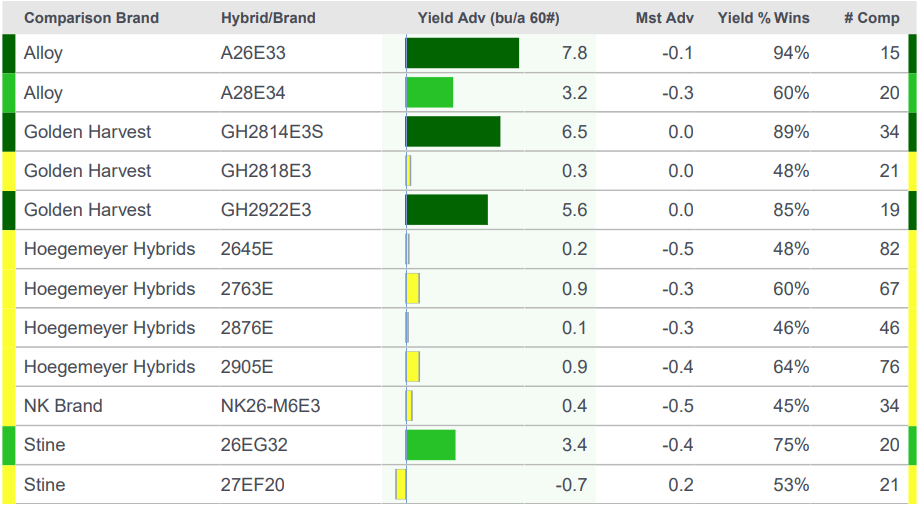 Comparison Brand Hybrid/Brand Yield Adv (bu/a 60#) Mst Adv Yield % Wins # Comp
Alloy A26E33 7.8 -0.1 94% 15
Alloy A28E34 3.2 -0.3 60% 20
Golden Harvest GH2814E3S 6.5 0.0 89% 34
Golden Harvest GH2818E3 0.3 0.0 48% 21
Golden Harvest GH2922E3 5.6 0.0 85% 19
Hoegemeyer Hybrids 2645E 0.2 -0.5 48% 82
Hoegemeyer Hybrids 2763E 0.9 -0.3 60% 67
Hoegemeyer Hybrids 2876E 0.1 -0.3 46% 46
Hoegemeyer Hybrids 2905E 0.9 -0.4 64% 76
NK Brand NK26-M6E3 0.4 -0.5 45% 34
Stine 26EG32 3.4 -0.4 75% 20
Stine 27EF20 -0.7 0.2 53% 21